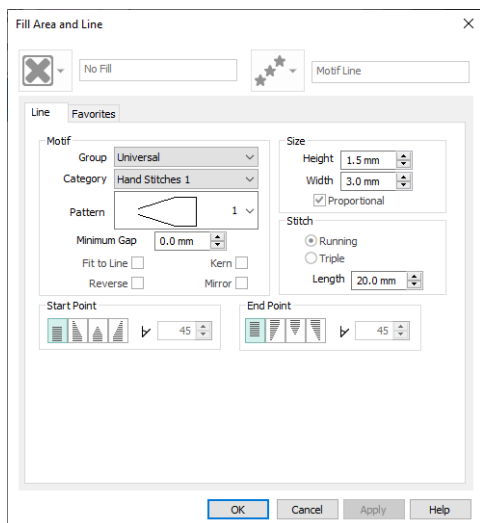 Fill Area and Line
No Fill
Motif Line
Line
Favorites
Motif
Group Universal
Category Hand Stitches 1
Pattern 1
Minimum Gap 0.0 mm
Fit to Line Kern
Reverse Mirror
Size
Height 1.5 mm
Width 3.0 mm
Proportional
Stitch
Running
Triple
Length 20.0 mm
Start Point
45
End Point
45
OK Cancel Apply Help